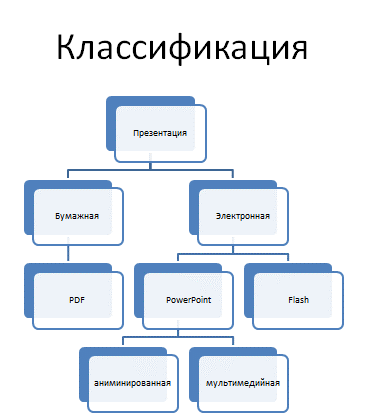 Классификация
Презентация
Бумажная
Электронная
PDF
PowerPoint
Flash
аниминированная
мультимедийная